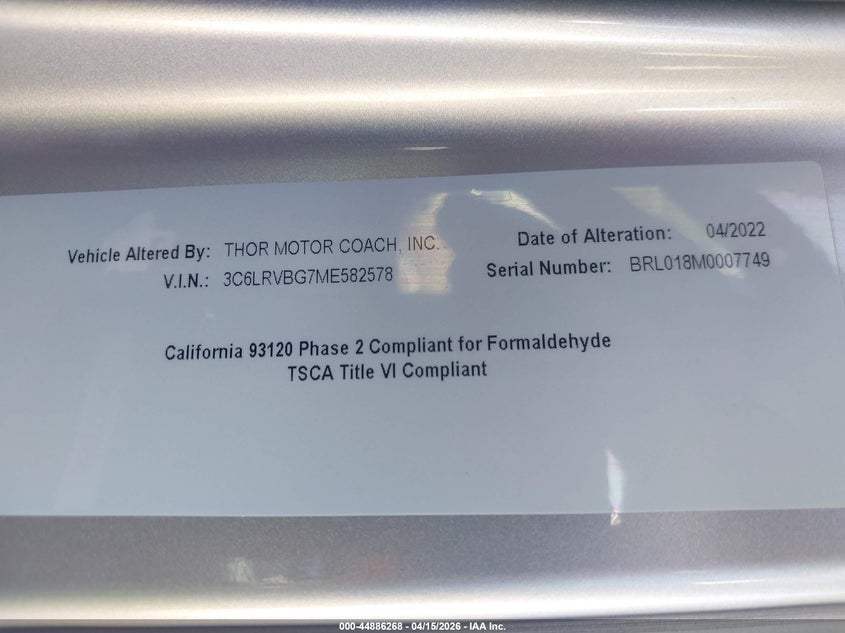 Vehicle Altered By: THOR MOTOR COACH, INC. Date of Alteration: 04/2022
V.I.N.: 3C6LRVBG7ME582578 Serial Number: BRL018M0007749
California 93120 Phase 2 Compliant for Formaldehyde
TSCA Title VI Compliant
000-44886268 - 04/15/2026 - IAA Inc.